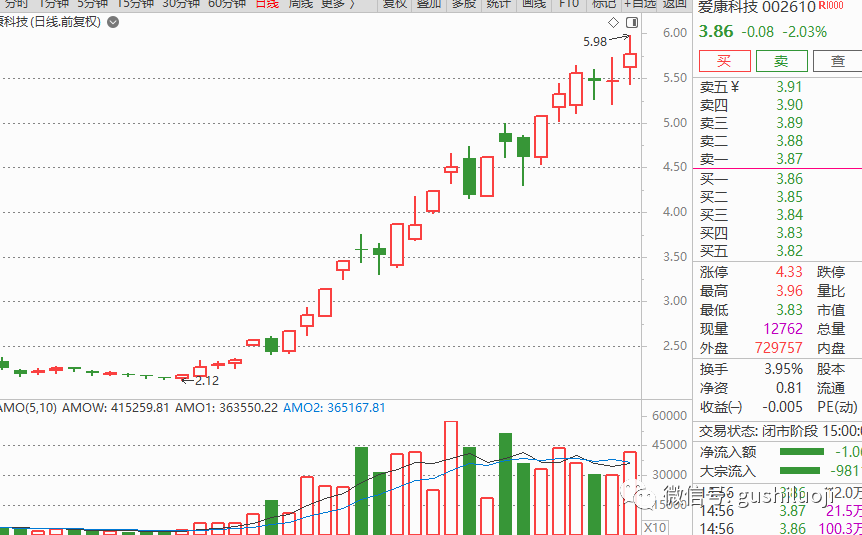 分时 1分钟 5分钟 15分钟 30分钟 60分钟 日线 周线 更多 〉 复权 叠加 多股 统计 画线 F10 标记 +自选 返回
康科技(日线.前复权)
爱康科技 002610 R1000
3.86 -0.08 -2.03%
买 卖 查
卖五￥ 3.91
卖四 3.90
卖三 3.89
卖二 3.88
卖一 3.87
买一 3.86
买二 3.85
买三 3.84
买四 3.83
买五 3.82
涨停 4.33 跌停
最高 3.96 量比
最低 3.83 市值
现量 12762 总量
外盘 729757 内盘
换手 3.95% 股本
净资 0.81 流通
收益㈠ -0.005 PE(动)
交易状态: 闭市阶段 15:00:0
净流入额 -1.06
大宗流入 -981
14:56 3.86 2.0万
14:56 3.87 21.5万
14:56 3.86 100.3万
6.00
5.50
5.00
4.50
4.00
3.50
3.00
2.50
5.98
2.12
AMO(5,10) AMOW: 415259.81 AMO1: 363550.22 AMO2: 365167.81
60000
45000
30000
15000
X10
微信号: gushiluoji